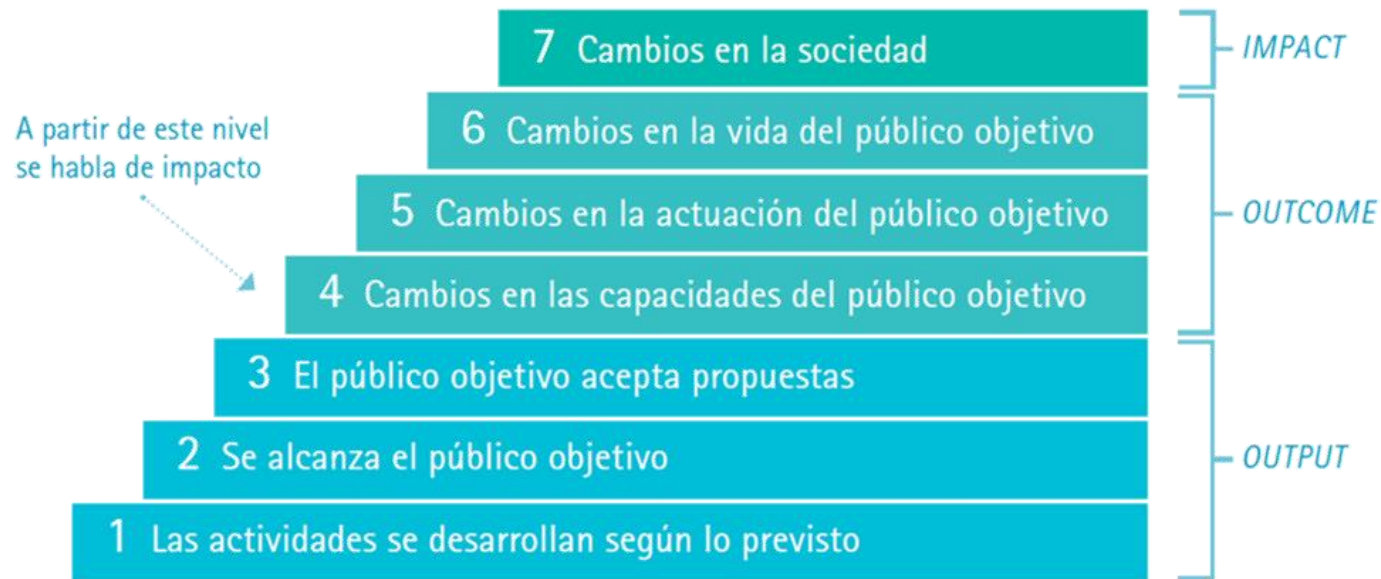 7 Cambios en la sociedad
IMPACT
A partir de este nivel
se habla de impacto
6 Cambios en la vida del público objetivo
5 Cambios en la actuación del público objetivo
OUTCOME
4 Cambios en las capacidades del público objetivo
3 El público objetivo acepta propuestas
2 Se alcanza el público objetivo
OUTPUT
1 Las actividades se desarrollan según lo previsto